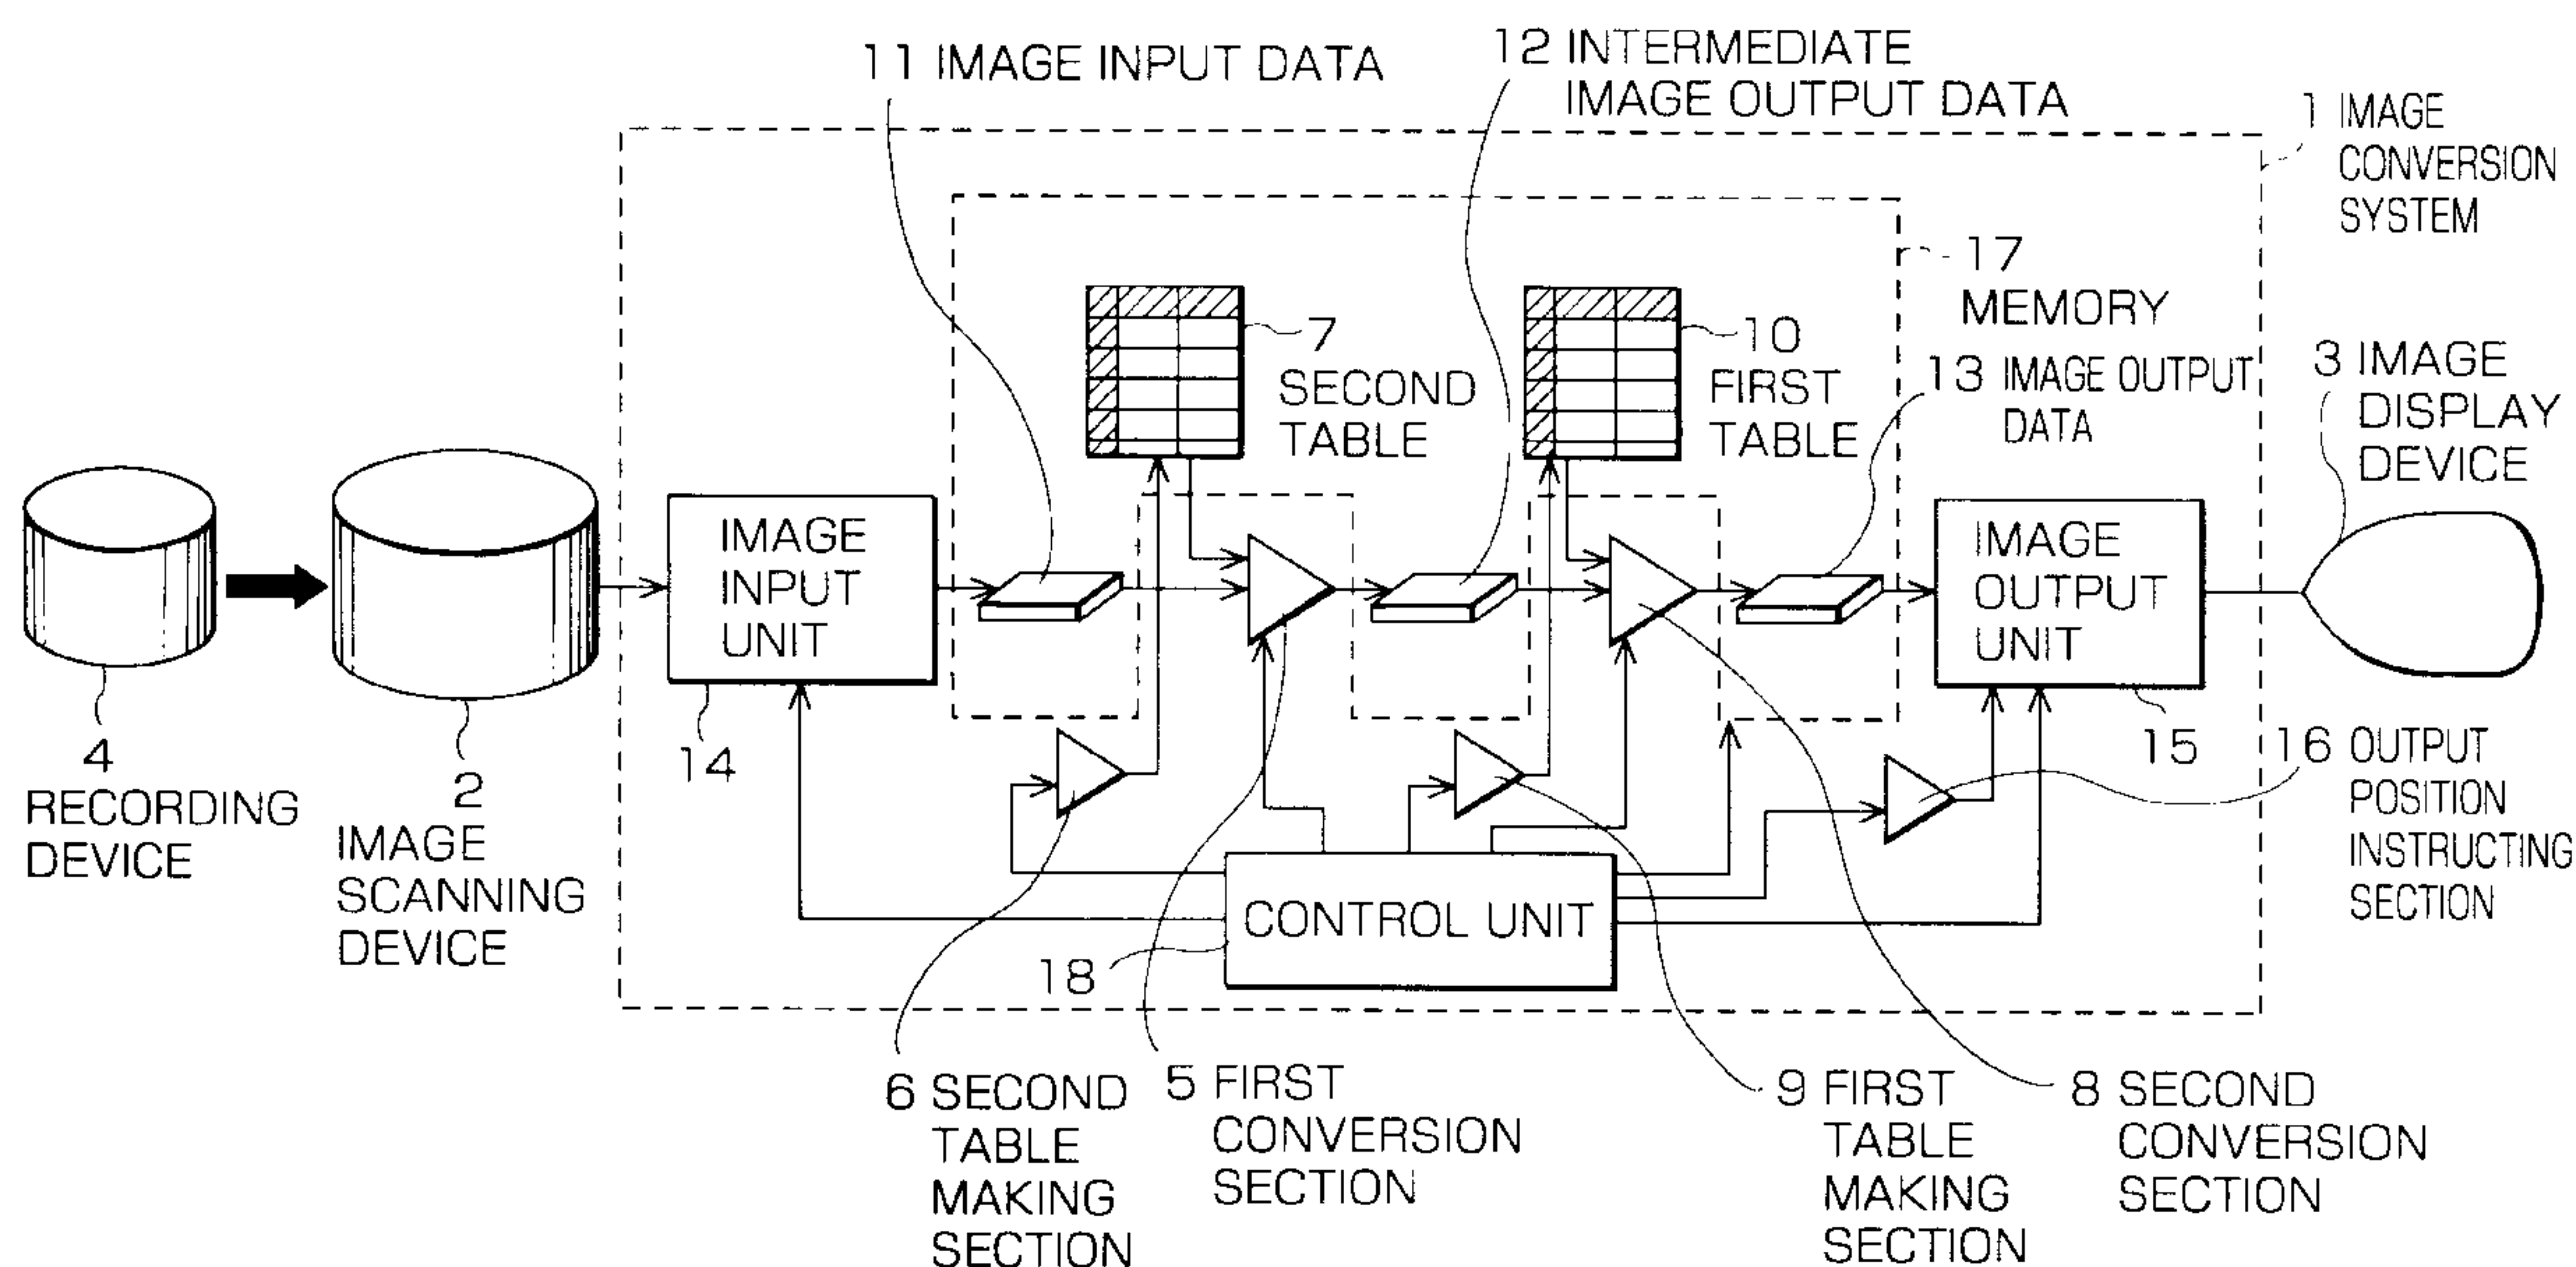 11 IMAGE INPUT DATA
12 INTERMEDIATE
IMAGE OUTPUT DATA
1 IMAGE
CONVERSION
SYSTEM
17
MEMORY
7
SECOND
TABLE
10
FIRST
TABLE
13 IMAGE OUTPUT
DATA
3 IMAGE
DISPLAY
DEVICE
IMAGE
INPUT
UNIT
14
IMAGE
OUTPUT
UNIT
15
4
RECORDING
DEVICE
2
IMAGE
SCANNING
DEVICE
16 OUTPUT
POSITION
INSTRUCTING
SECTION
CONTROL UNIT
18
6 SECOND
TABLE
MAKING
SECTION
5 FIRST
CONVERSION
SECTION
9 FIRST
TABLE
MAKING
SECTION
8 SECOND
CONVERSION
SECTION